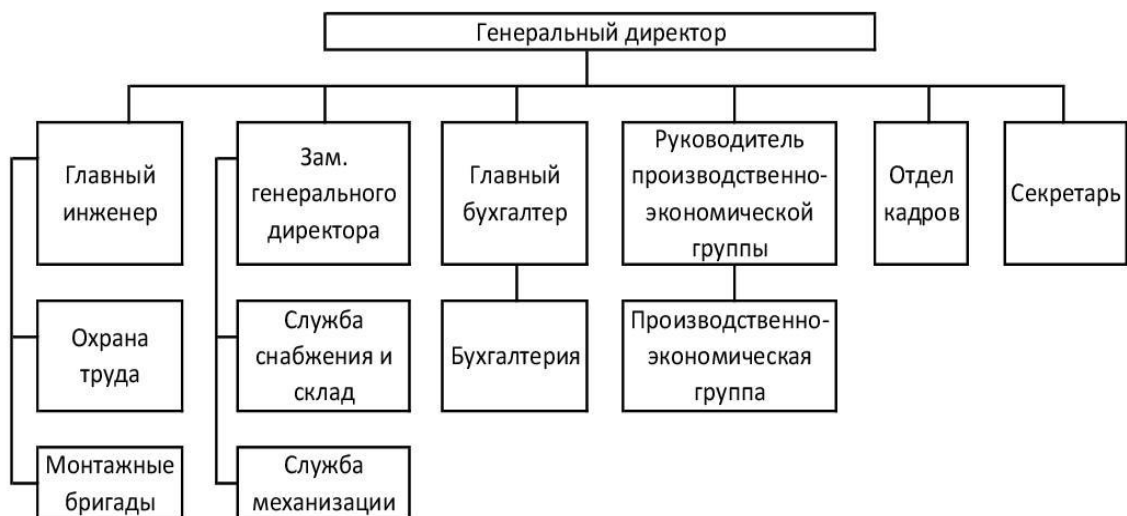 Генеральный директор
Главный
инженер
Зам.
генерального
директора
Главный
бухгалтер
Руководитель
производственно-
экономической
группы
Отдел
кадров
Секретарь
Охрана
труда
Служба
снабжения и
склад
Бухгалтерия
Производственно-
экономическая
группа
Монтажные
бригады
Служба
механизации